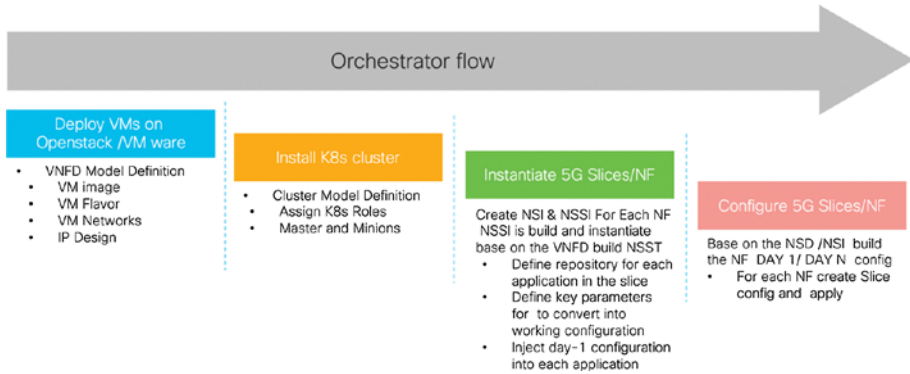 Orchestrator flow
Deploy VMs on
Openstack /VM ware
• VNFD Model Definition
• VM image
• VM Flavor
• VM Networks
• IP Design
Install K8s cluster
• Cluster Model Definition
• Assign K8s Roles
• Master and Minions
Instantiate 5G Slices/NF
Create NSI & NSSI For Each NF
NSSI is build and instantiate
base on the VNFD build NSST
• Define repository for each
application in the slice
• Define key parameters
for to convert into
working configuration
• Inject day-1 configuration
into each application
Configure 5G Slices/NF
Base on the NSD /NSI build
the NF DAY 1/ DAY N config
• For each NF create Slice
config and apply